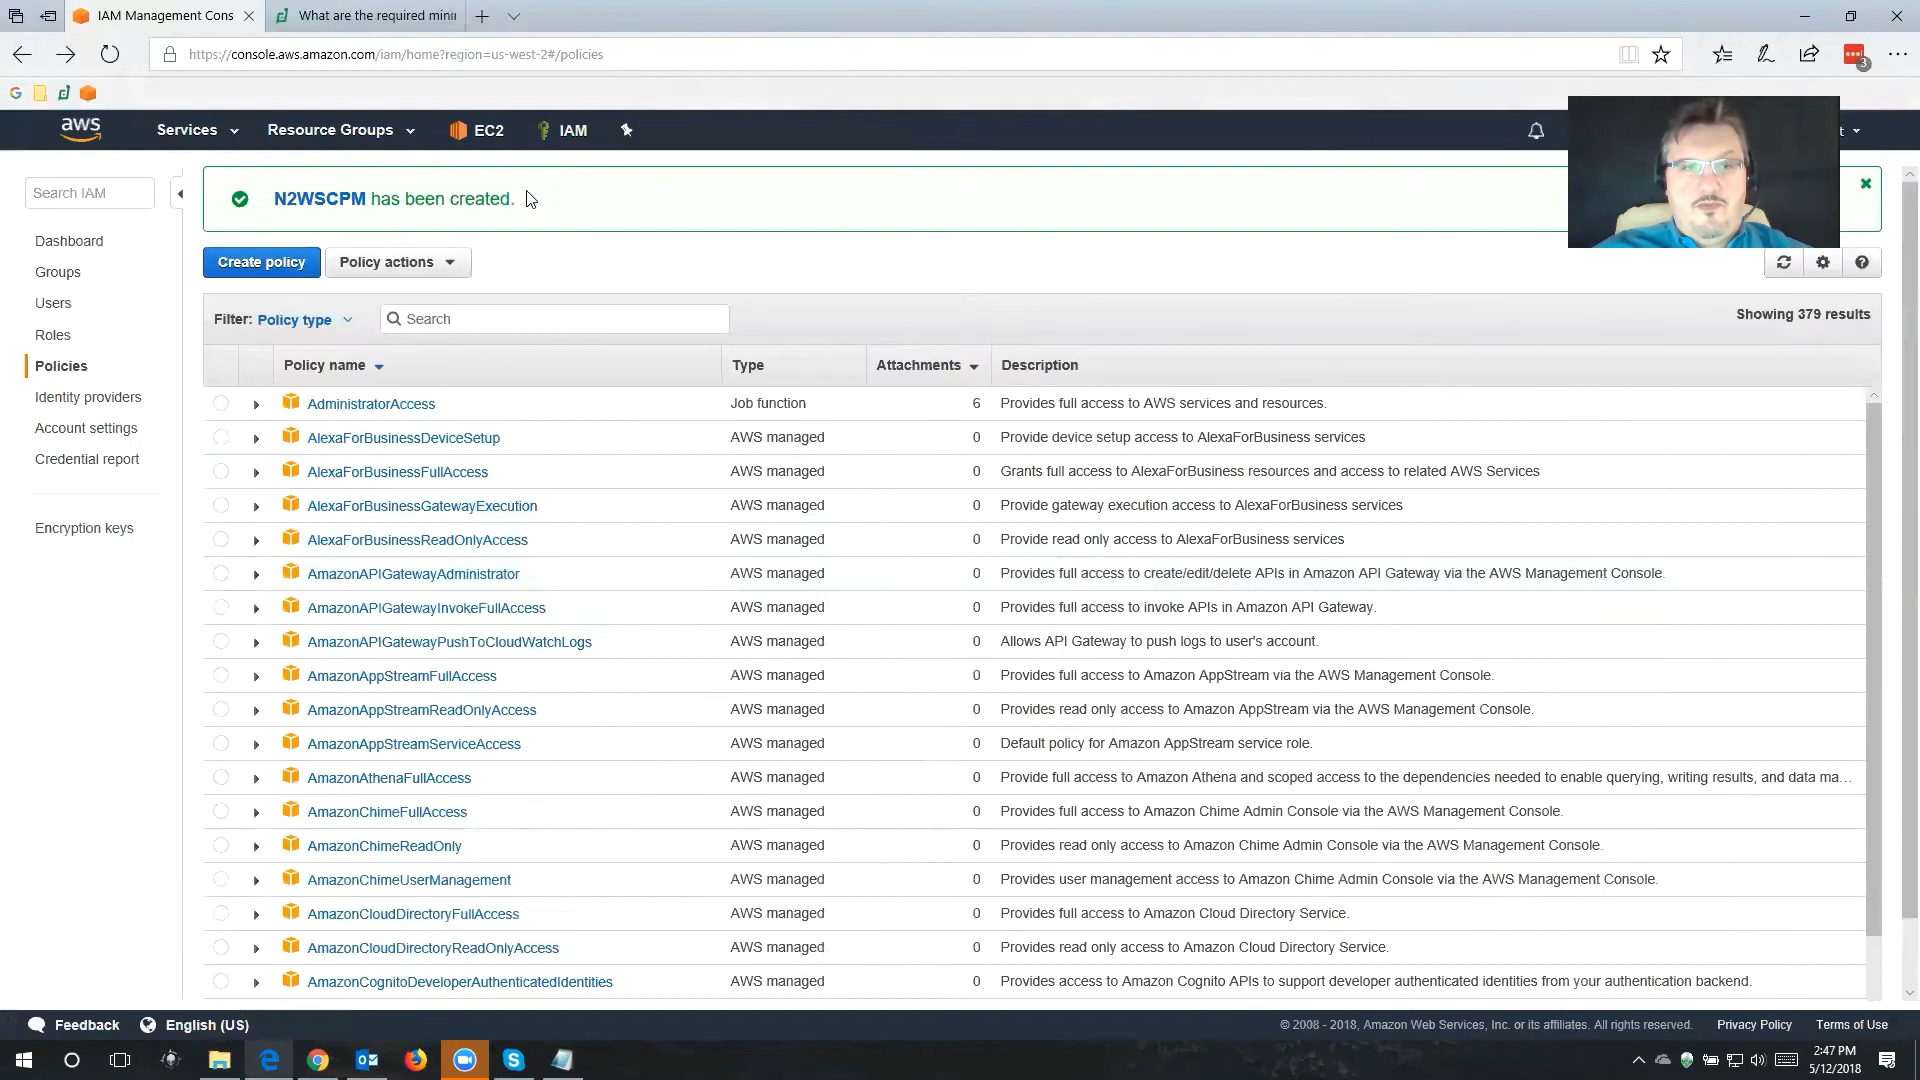 IAM Management Cons
What are the required mini
https://console.aws.amazon.com/iam/home?region=us-west-2#/policies
3
G
aws
Services
Resource Groups
EC2
IAM
t
Search IAM
Dashboard
Groups
Users
Roles
Policies
Identity providers
Account settings
Credential report
Encryption keys
N2WSCPM has been created.
Create policy
Policy actions
Filter: Policy type
Search
Showing 379 results
Policy name Type Attachments Description
AdministratorAccess Job function 6 Provides full access to AWS services and resources.
AlexaForBusinessDeviceSetup AWS managed 0 Provide device setup access to AlexaForBusiness services
AlexaForBusinessFullAccess AWS managed 0 Grants full access to AlexaForBusiness resources and access to related AWS Services
AlexaForBusinessGatewayExecution AWS managed 0 Provide gateway execution access to AlexaForBusiness services
AlexaForBusinessReadOnlyAccess AWS managed 0 Provide read only access to AlexaForBusiness services
AmazonAPIGatewayAdministrator AWS managed 0 Provides full access to create/edit/delete APIs in Amazon API Gateway via the AWS Management Console.
AmazonAPIGatewayInvokeFullAccess AWS managed 0 Provides full access to invoke APIs in Amazon API Gateway.
AmazonAPIGatewayPushToCloudWatchLogs AWS managed 0 Allows API Gateway to push logs to user's account.
AmazonAppStreamFullAccess AWS managed 0 Provides full access to Amazon AppStream via the AWS Management Console.
AmazonAppStreamReadOnlyAccess AWS managed 0 Provides read only access to Amazon AppStream via the AWS Management Console.
AmazonAppStreamServiceAccess AWS managed 0 Default policy for Amazon AppStream service role.
AmazonAthenaFullAccess AWS managed 0 Provide full access to Amazon Athena and scoped access to the dependencies needed to enable querying, writing results, and data ma…
AmazonChimeFullAccess AWS managed 0 Provides full access to Amazon Chime Admin Console via the AWS Management Console.
AmazonChimeReadOnly AWS managed 0 Provides read only access to Amazon Chime Admin Console via the AWS Management Console.
AmazonChimeUserManagement AWS managed 0 Provides user management access to Amazon Chime Admin Console via the AWS Management Console.
AmazonCloudDirectoryFullAccess AWS managed 0 Provides full access to Amazon Cloud Directory Service.
AmazonCloudDirectoryReadOnlyAccess AWS managed 0 Provides read only access to Amazon Cloud Directory Service.
AmazonCognitoDeveloperAuthenticatedIdentities AWS managed 0 Provides access to Amazon Cognito APIs to support developer authenticated identities from your authentication backend.
Feedback
English (US)
© 2008 - 2018, Amazon Web Services, Inc. or its affiliates. All rights reserved.
Privacy Policy
Terms of Use
2:47 PM
5/12/2018